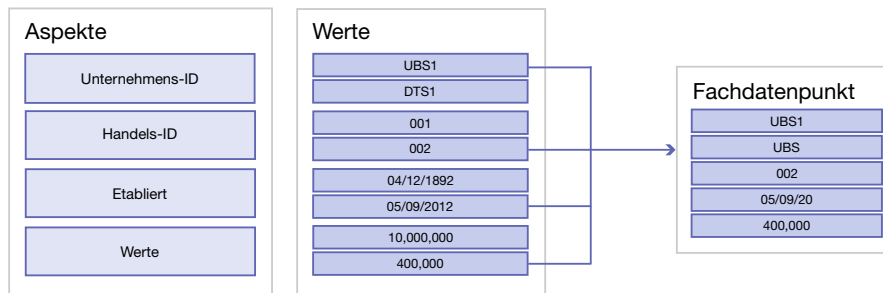 Aspekte
Unternehmens-ID
Handels-ID
Etabliert
Werte
Werte
UBS1
DTS1
001
002
04/12/1892
05/09/2012
10,000,000
400,000
Fachdatenpunkt
UBS1
UBS
002
05/09/20
400,000